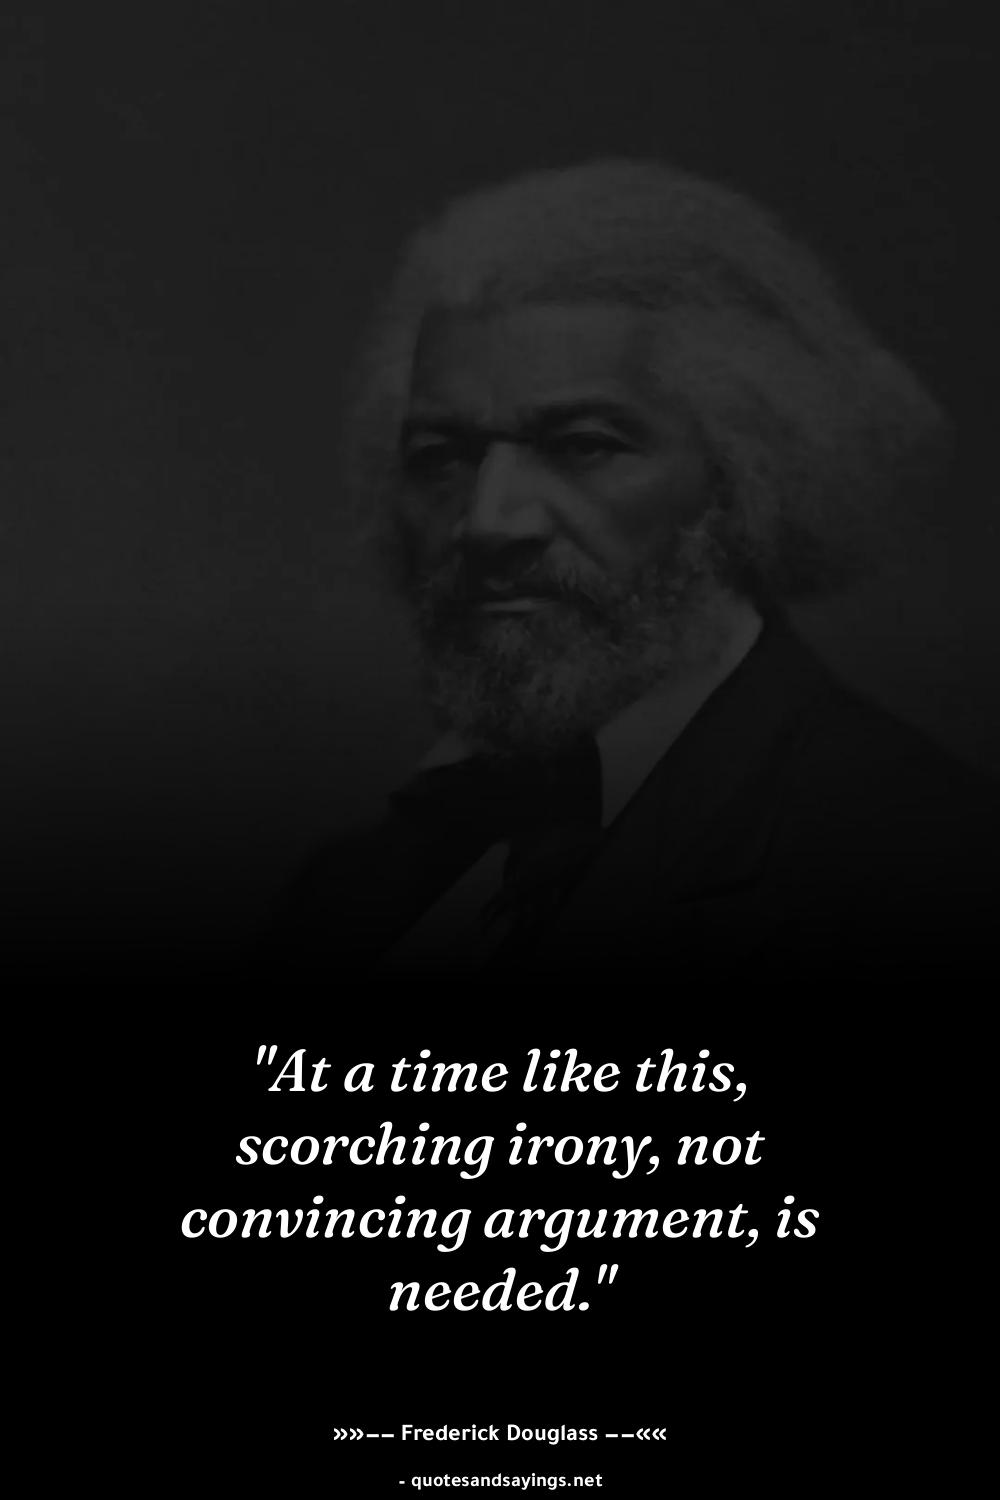 "At a time like this,
scorching irony, not
convincing argument, is
needed."
»»–– Frederick Douglass ––««
- quotesandsayings.net